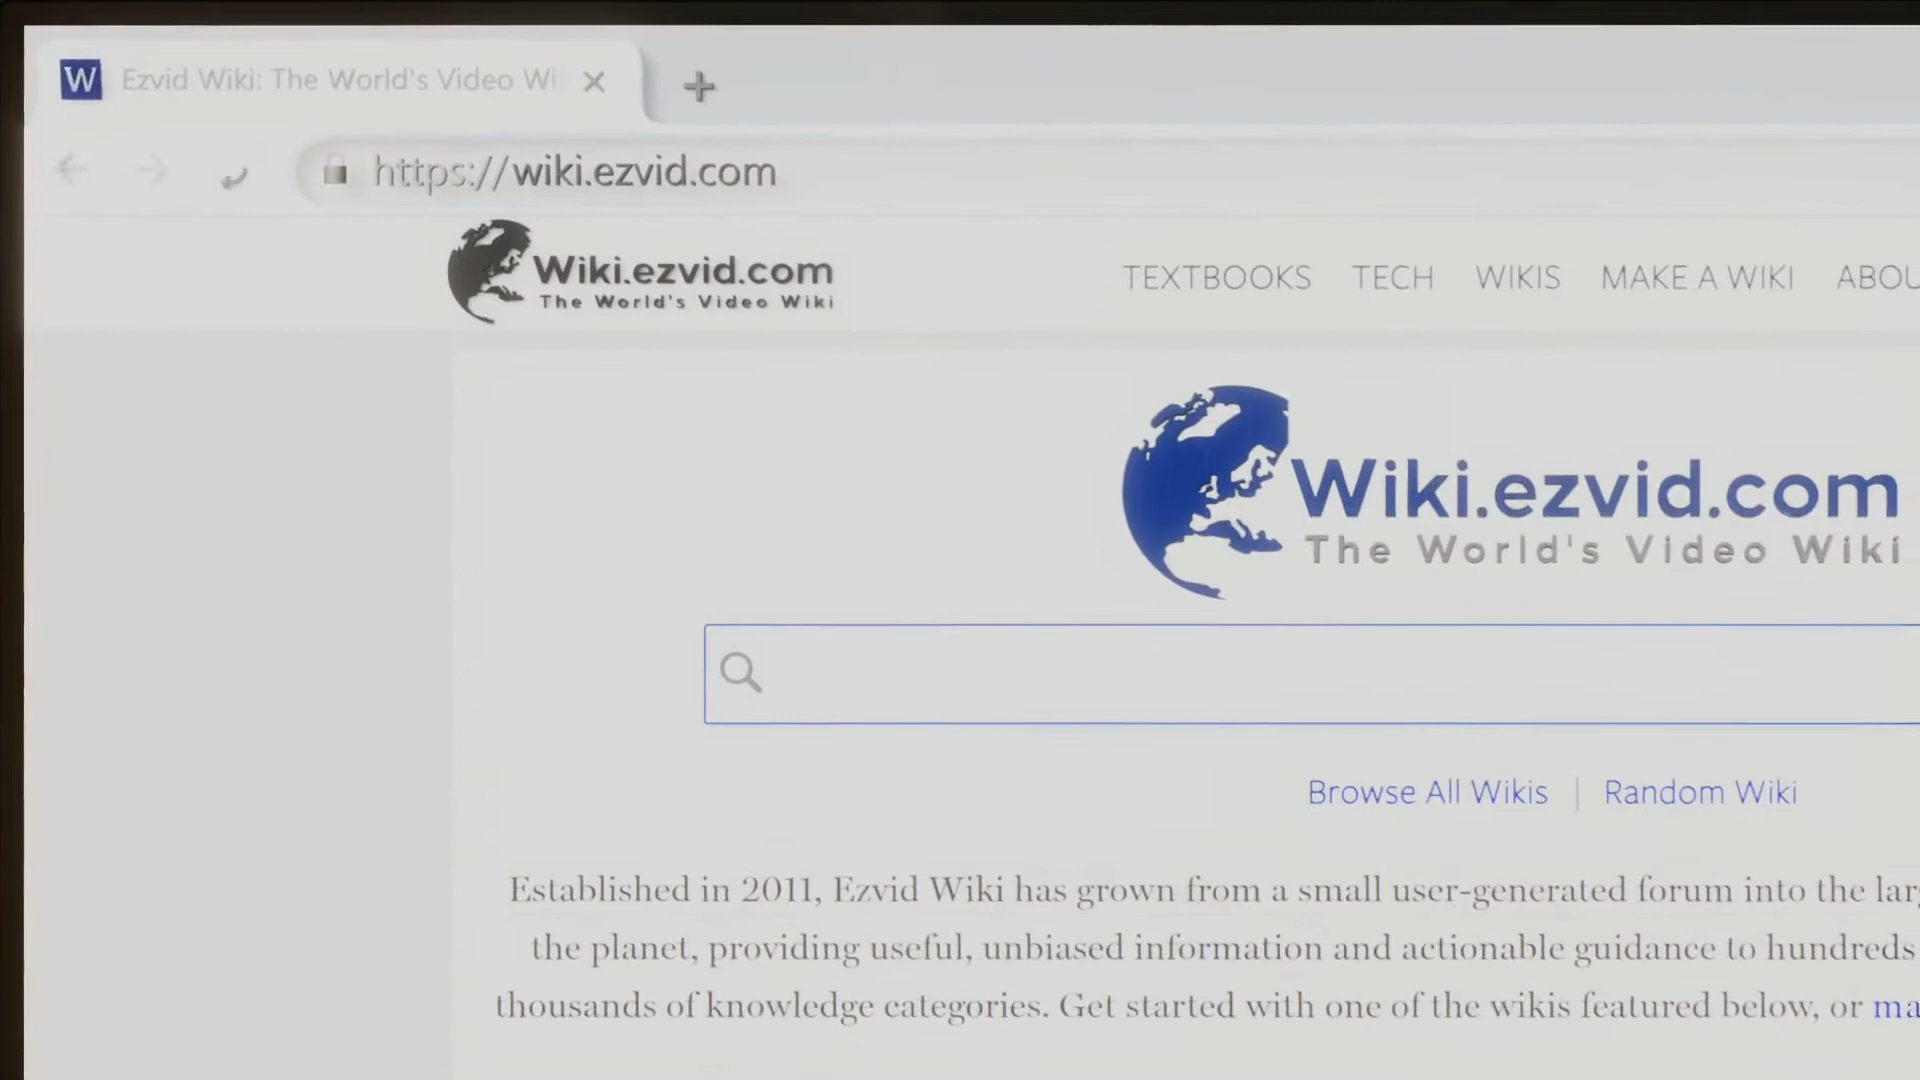 W Ezvid Wiki: The World's Video Wi
https://wiki.ezvid.com
Wiki.ezvid.com
The World's Video Wiki
TEXTBOOKS TECH WIKIS MAKE A WIKI ABOU
Wiki.ezvid.com
The World's Video Wiki
Browse All Wikis | Random Wiki
Established in 2011, Ezvid Wiki has grown from a small user-generated forum into the lar
the planet, providing useful, unbiased information and actionable guidance to hundreds
thousands of knowledge categories. Get started with one of the wikis featured below, or ma